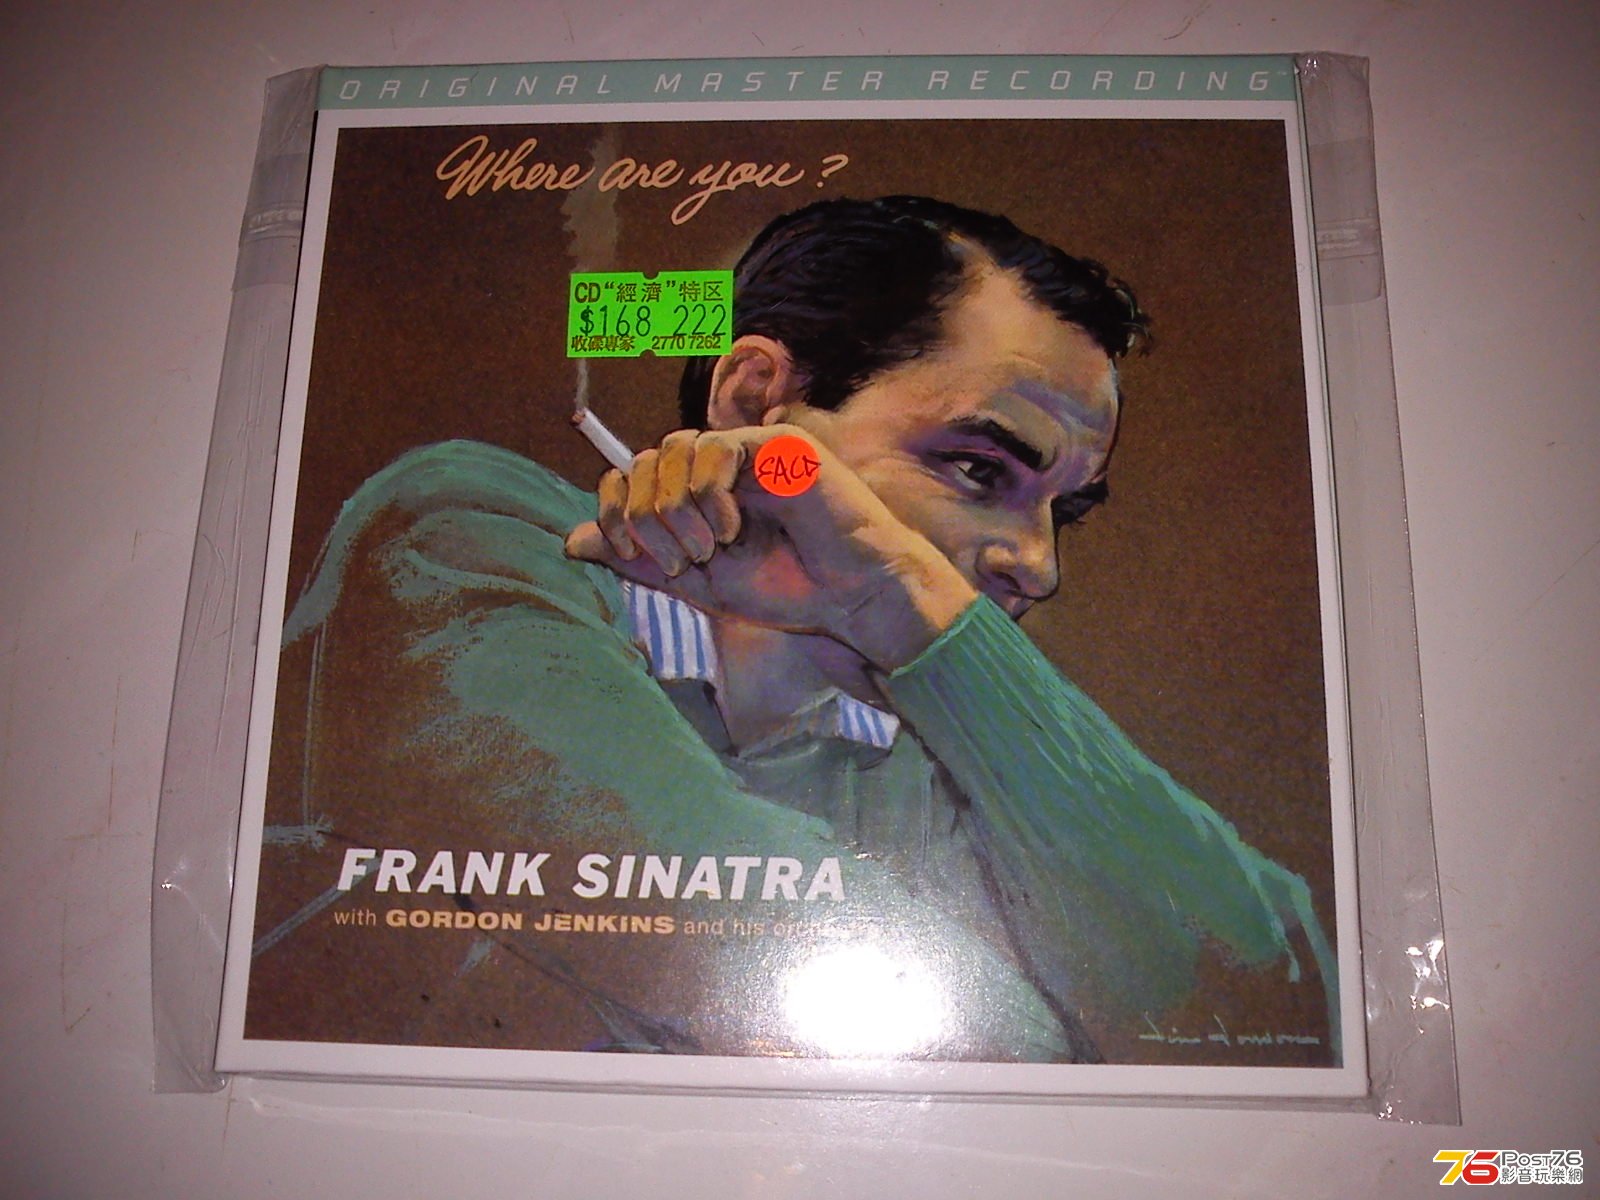 ORIGINAL MASTER RECORDING™
Where are you?
CD "經濟" 特区
$168 222
收碟專家 2770 7262
SACD
FRANK SINATRA
with GORDON JENKINS and his
76 Post76
影音玩樂網